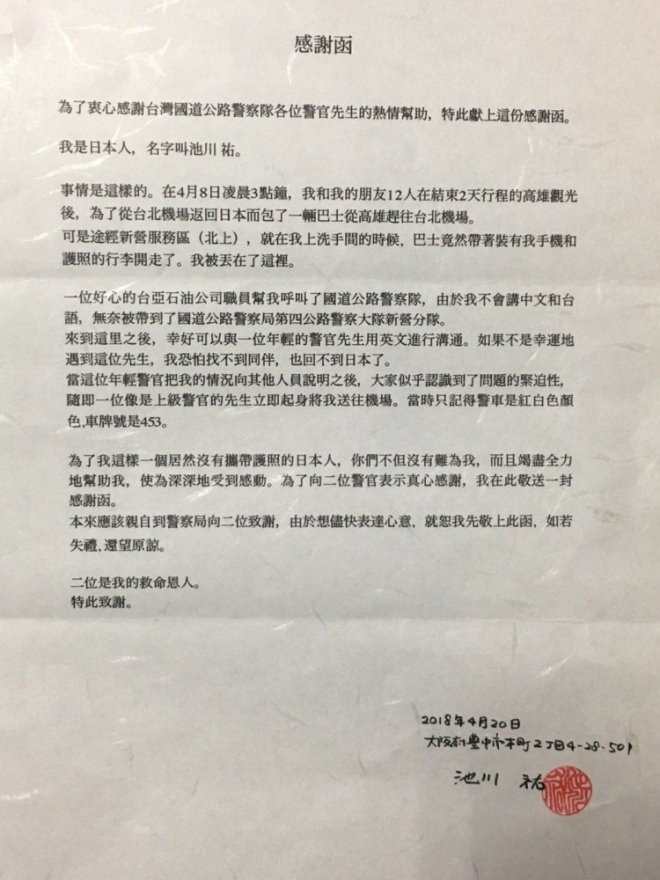 感謝函
為了衷心感謝台灣國道公路警察隊各位警官先生的熱情幫助，特此獻上這份感謝函。
我是日本人，名字叫池川 祐。
事情是這樣的。在4月8日凌晨3點鐘，我和我的朋友12人在結束2天行程的高雄觀光
後，為了從台北機場返回日本而包了一輛巴士從高雄趕往台北機場。
可是途經新營服務區（北上），就在我上洗手間的時候，巴士竟然帶著裝有我手機和
護照的行李開走了。我被丟在了這裡。
一位好心的台亞石油公司職員幫我呼叫了國道公路警察隊，由於我不會講中文和台
語，無奈被帶到了國道公路警察局第四公路警察大隊新營分隊。
來到這里之後，幸好可以與一位年輕的警官先生用英文進行溝通。如果不是幸運地
遇到這位先生，我恐怕找不到同伴，也回不到日本了。
當這位年輕警官把我的情況向其他人員說明之後，大家似乎認識到了問題的緊迫性，
隨即一位像是上級警官的先生立即起身將我送往機場。當時只記得警車是紅白色顏
色,車牌號是453。
為了我這樣一個居然沒有攜帶護照的日本人，你們不但沒有難為我，而且竭盡全力
地幫助我，使為深深地受到感動。為了向二位警官表示真心感謝，我在此敬送一封
感謝函。
本來應該親自到警察局向二位致謝，由於想儘快表達心意，就恕我先敬上此函，如若
失禮,還望原諒。
二位是我的救命恩人。
特此致謝。
2018年4月20日
大阪府豊中市本町2丁目4-28-501
池川 祐